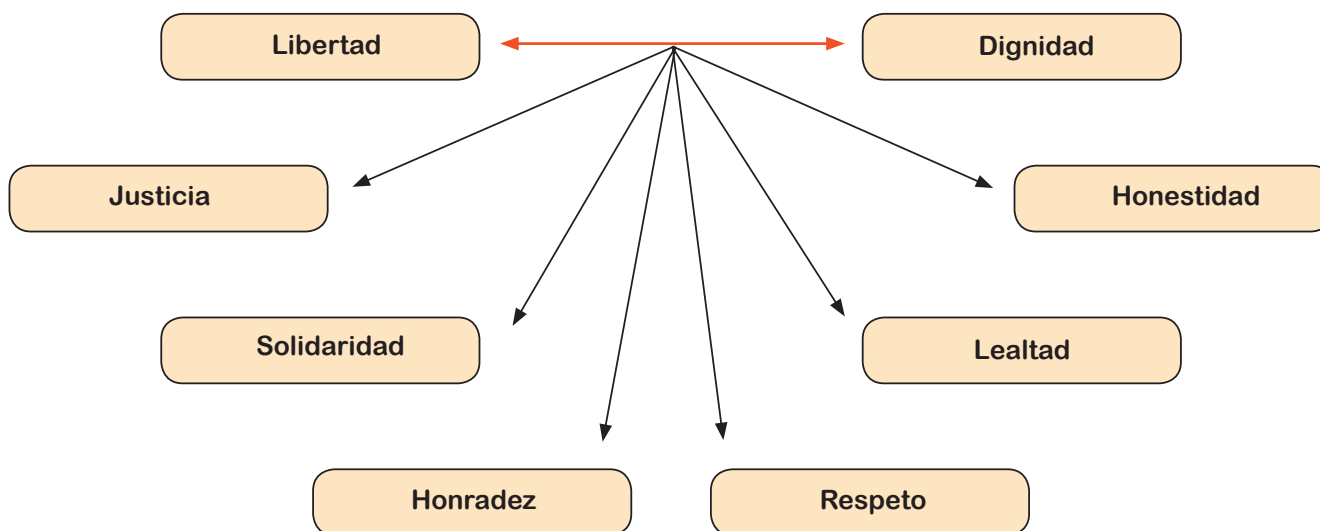 Libertad
Dignidad
Justicia
Honestidad
Solidaridad
Lealtad
Honradez
Respeto